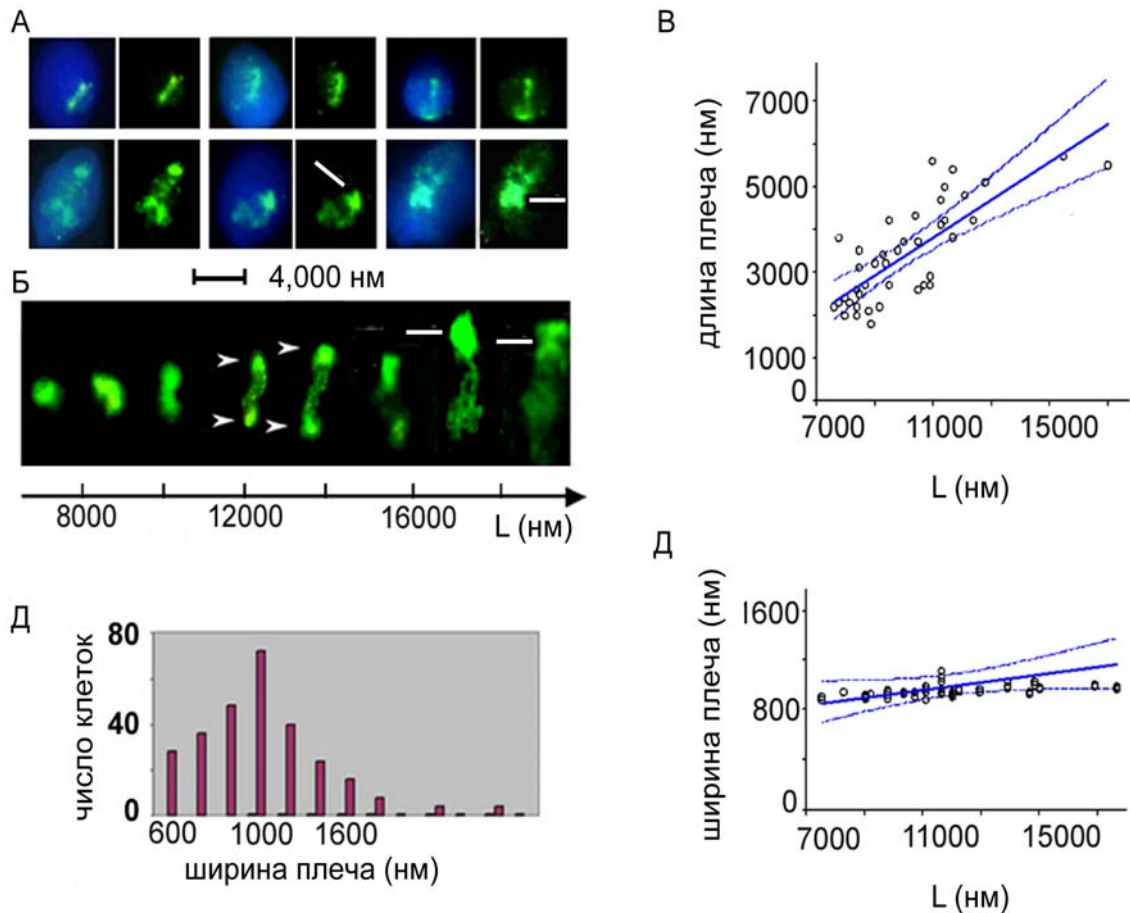 А
4,000 нм
Б
8000 12000 16000
L (нм)
В
длина плеча (нм)
7000
5000
3000
1000
0
7000 11000 15000
L (нм)
Д
число клеток
80
40
0
600 1000 1600
ширина плеча (нм)
Д
ширина плеча (нм)
1600
800
0
7000 11000 15000
L (нм)